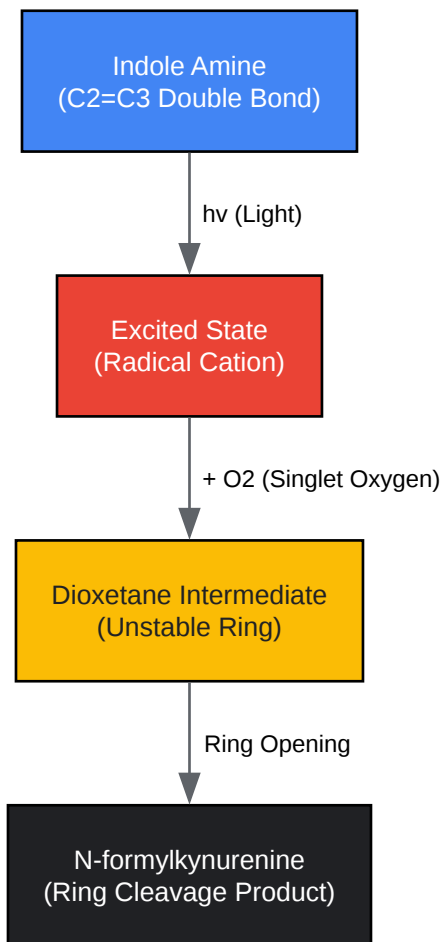 Indole Amine
(C2=C3 Double Bond)
hv (Light)
Excited State
(Radical Cation)
+ O2 (Singlet Oxygen)
Dioxetane Intermediate
(Unstable Ring)
Ring Opening
N-formylkynurenine
(Ring Cleavage Product)